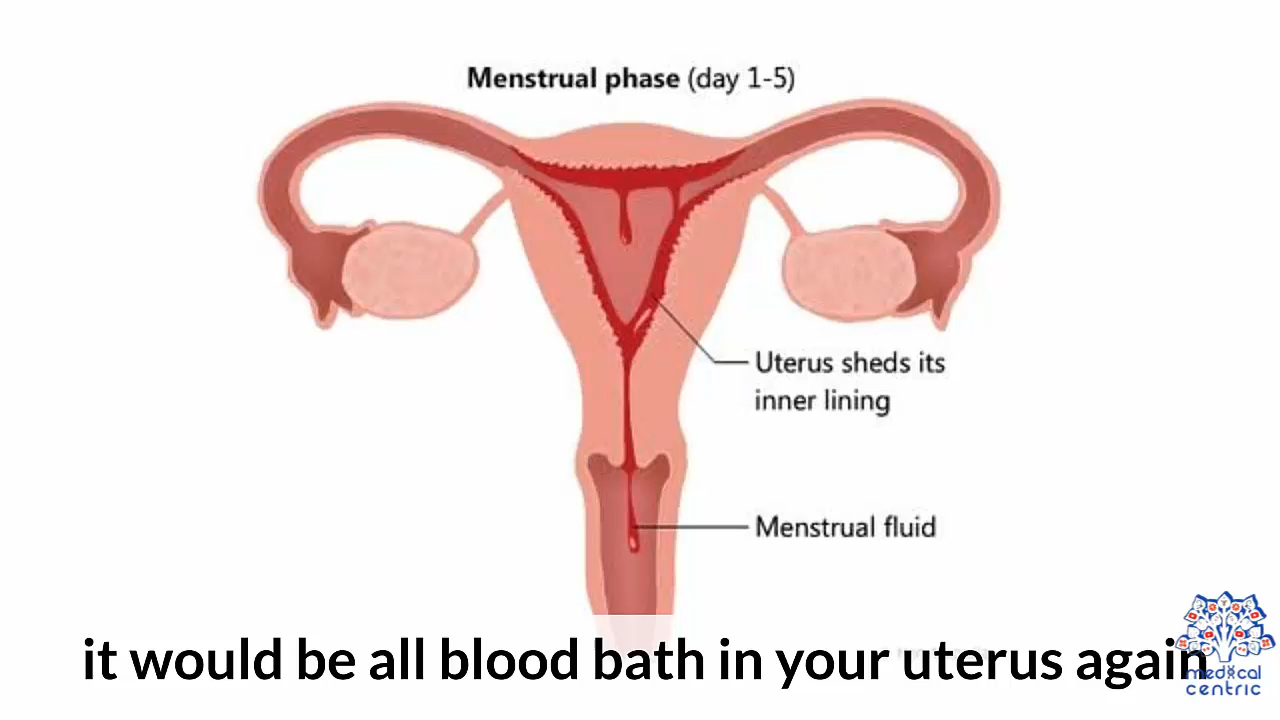 Menstrual phase (day 1-5)
Uterus sheds its
inner lining
Menstrual fluid
it would be all blood bath in your uterus again
medical
centric